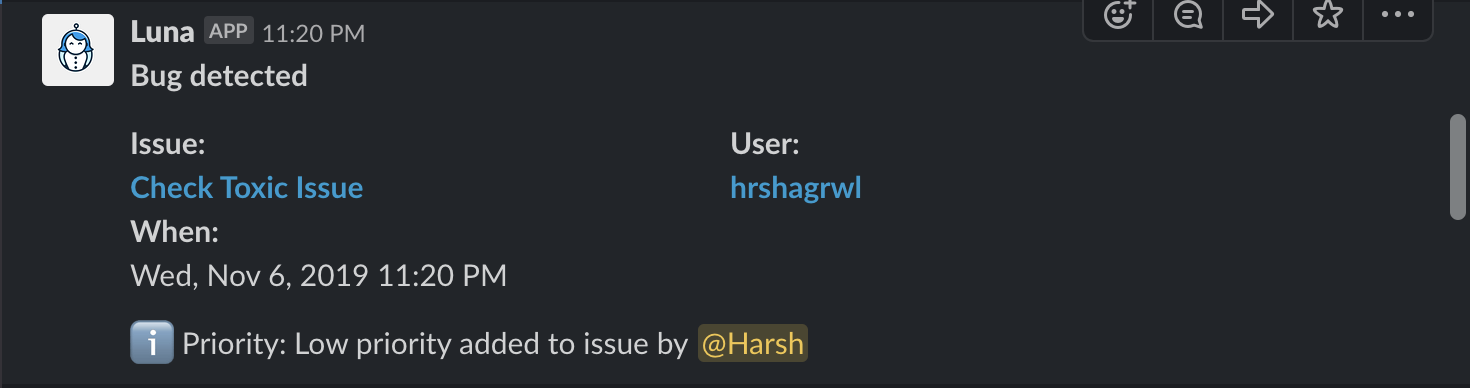 Luna APP 11:20 PM
Bug detected
Issue:
User:
Check Toxic Issue
hrshagrwl
When:
Wed, Nov 6, 2019 11:20 PM
i Priority: Low priority added to issue by @Harsh